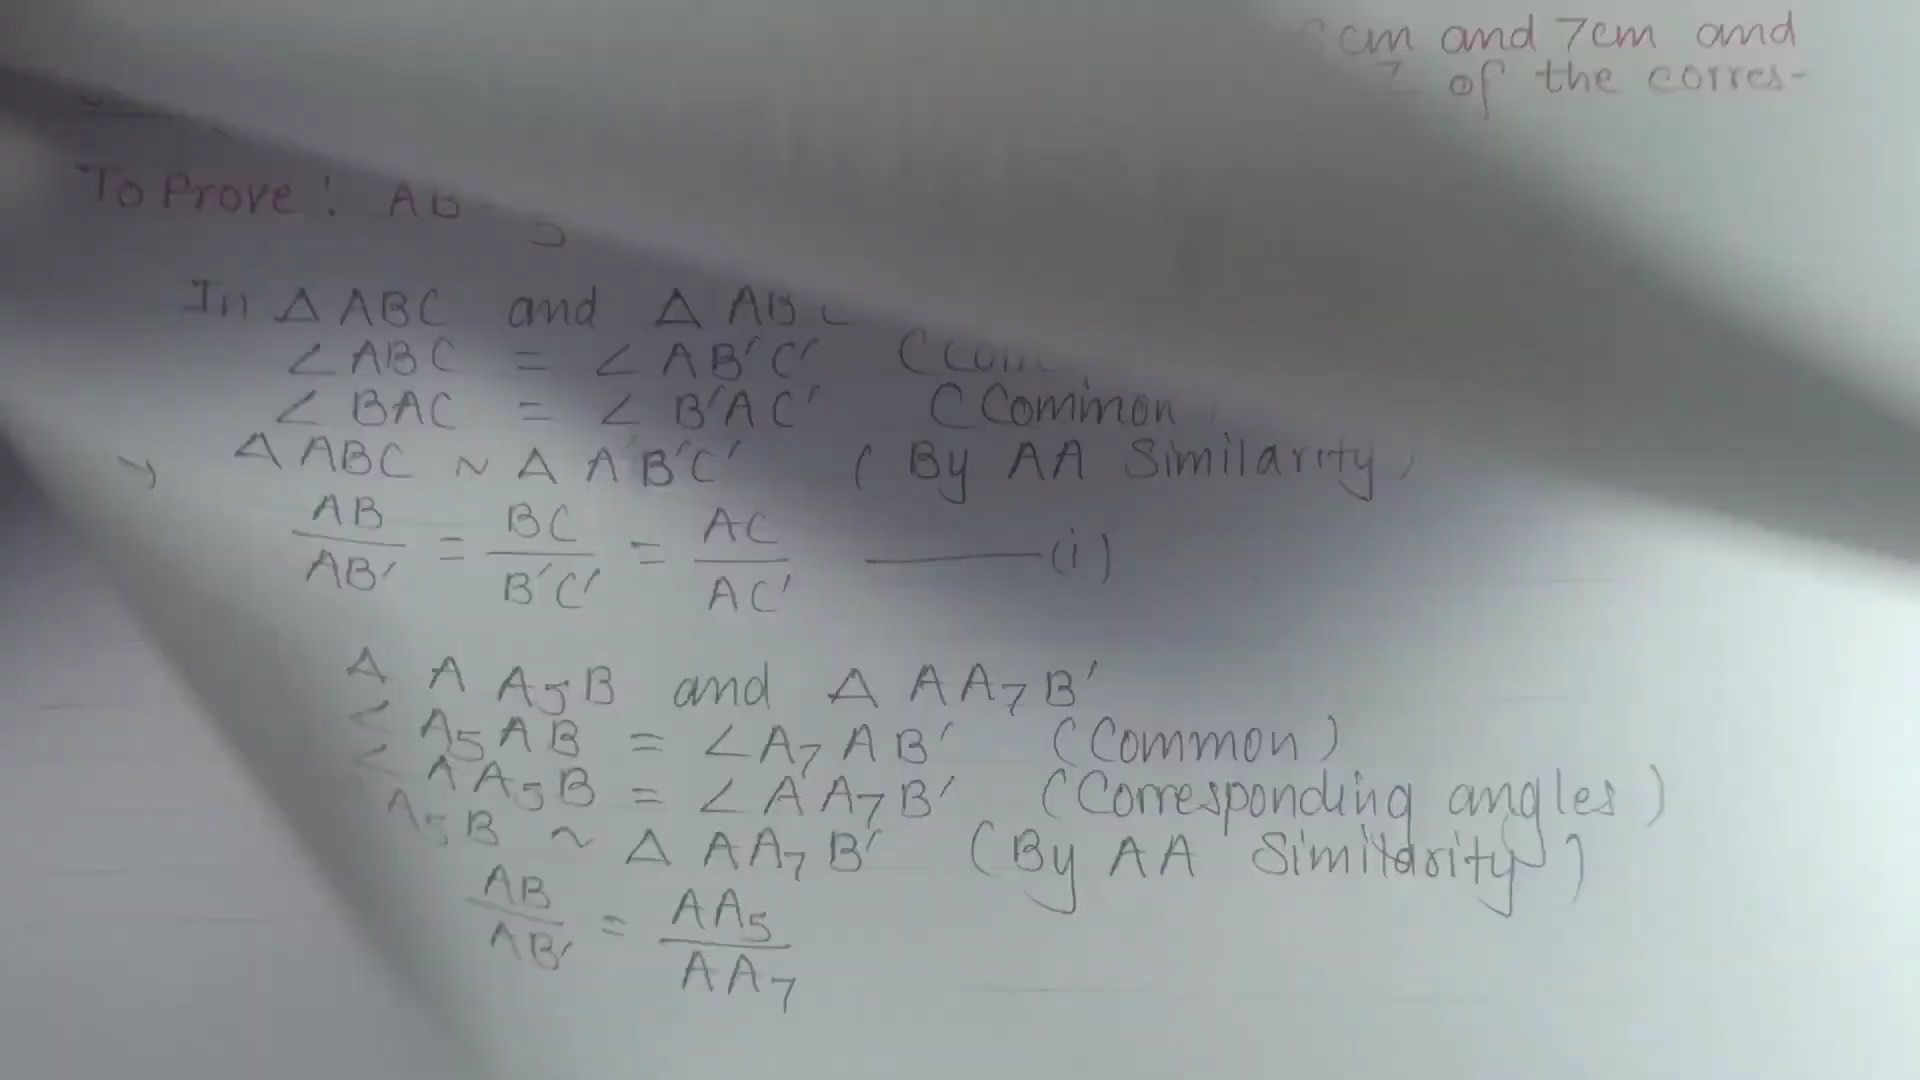 cm and 7cm and
of the corres-
To Prove : AB
In Δ ABC and Δ AB
∠ ABC = ∠ AB'C'
∠ BAC = ∠ B'AC' (Common
Δ ABC ~ Δ AB'C' ( By AA Similarity)
AB/AB' = BC/B'C' = AC/AC' ———(i)
Δ A A5B and Δ AA7B'
∠ A5AB = ∠A7AB' (Common)
∠ AA5B = ∠AA7B' (Corresponding angles)
A5B ~ Δ AA7B' (By AA Similarity)
AB/AB' = AA5/AA7